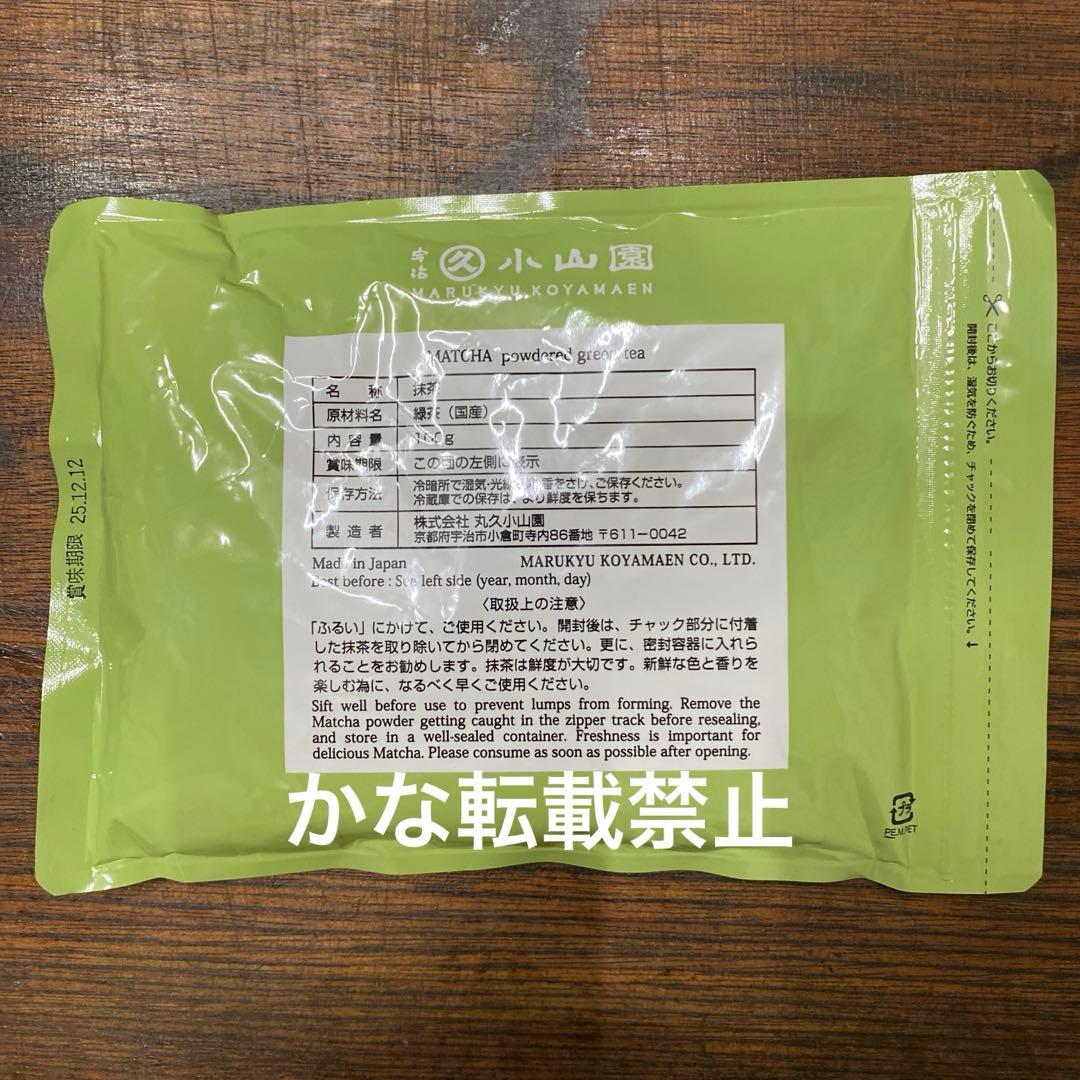 宇治 久 小山園
MARUKYU KOYAMAEN
MATCHA powdered green tea
名 称 抹茶
原材料名 緑茶（国産）
内容量 100g
賞味期限 この面の左側に表示
保存方法 冷暗所で湿気・光線・移香をさけ、ご保存ください。
冷蔵庫での保存は、より鮮度を保ちます。
製造者 株式会社 丸久小山園
京都府宇治市小倉町寺内86番地 〒611-0042
Made in Japan MARUKYU KOYAMAEN CO., LTD.
Best before : See left side (year, month, day)
〈取扱上の注意〉
「ふるい」にかけて、ご使用ください。開封後は、チャック部分に付着
した抹茶を取り除いてから閉めてください。更に、密封容器に入れら
れることをお勧めします。抹茶は鮮度が大切です。新鮮な色と香りを
楽しむ為に、なるべく早くご使用ください。
Sift well before use to prevent lumps from forming. Remove the
Matcha powder getting caught in the zipper track before resealing,
and store in a well-sealed container. Freshness is important for
delicious Matcha. Please consume as soon as possible after opening.
賞味期限 25.12.12
ここからお切りください。
開封後は、湿気を防ぐため、チャックを閉めて保存してください。↓
プラ
PE.M.PET
かな転載禁止